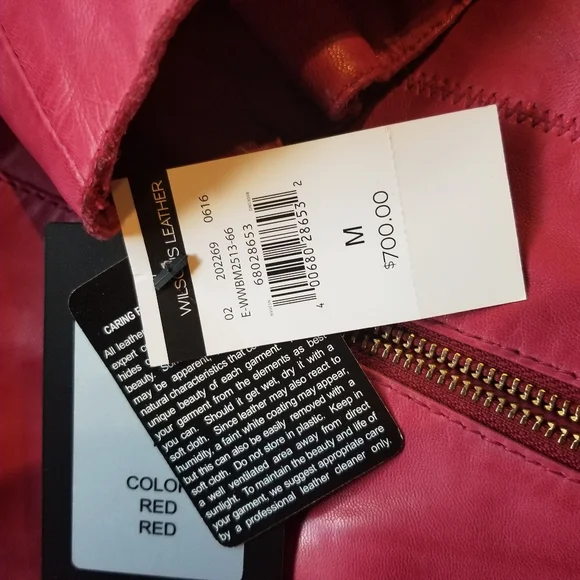 WILSONS LEATHER
02 202269 0616
E-WWBM2513-66
68028653
4 00680 28653 2
M
$700.00
CARING
All leather
expert c
hides
beauty.
may be apparent
natural characteristics that
unique beauty of each garment.
your garment from the elements as best
you can. Should it get wet, dry it with a
soft cloth. Since leather may also react to
humidity, a faint white coating may appear,
but this can also be easily removed with a
soft cloth. Do not store in plastic. Keep in
a well ventilated area away from direct
sunlight. To maintain the beauty and life of
your garment, we suggest appropriate care
by a professional leather cleaner only.
COLOR
RED
RED